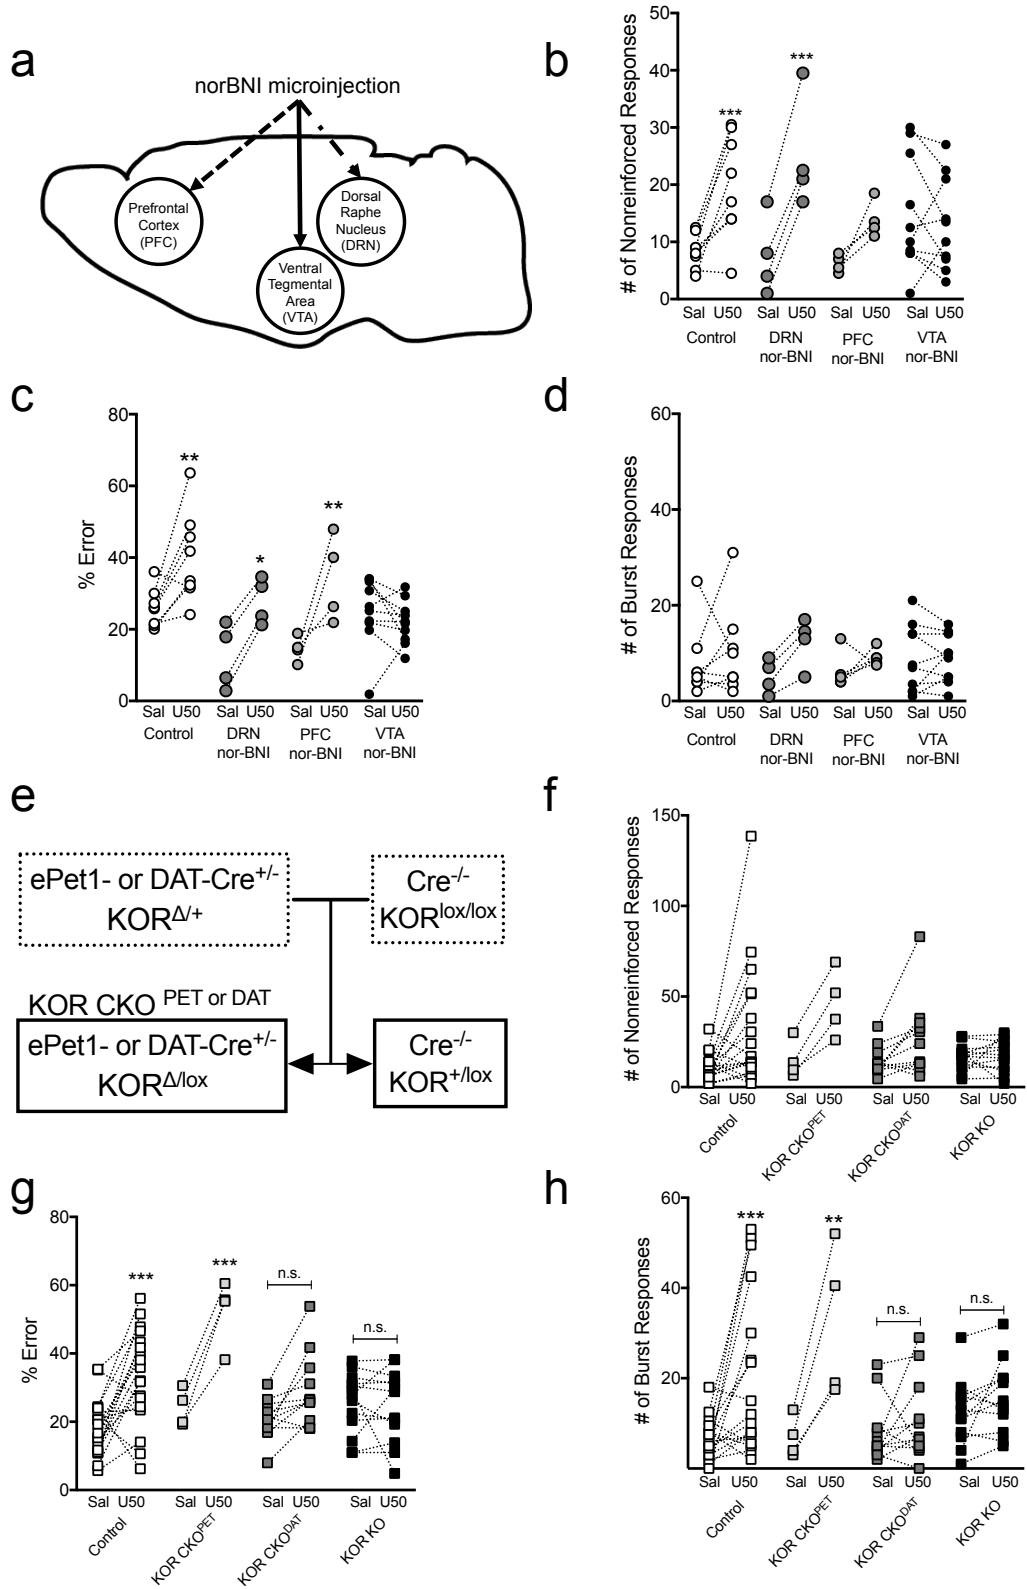 a
norBNI microinjection
Prefrontal
Cortex
(PFC)
Dorsal
Raphe
Nucleus
(DRN)
Ventral
Tegmental
Area
(VTA)
b
# of Nonreinforced Responses
50
40
30
20
10
0
***
***
Sal U50 Sal U50 Sal U50 Sal U50
Control DRN PFC VTA
nor-BNI nor-BNI nor-BNI
c
% Error
80
60
40
20
0
**
*
**
Sal U50 Sal U50 Sal U50 Sal U50
Control DRN PFC VTA
nor-BNI nor-BNI nor-BNI
d
# of Burst Responses
60
40
20
0
Sal U50 Sal U50 Sal U50 Sal U50
Control DRN PFC VTA
nor-BNI nor-BNI nor-BNI
e
ePet1- or DAT-Cre+/-
KORΔ/+
Cre-/-
KORlox/lox
KOR CKO PET or DAT
ePet1- or DAT-Cre+/-
KORΔ/lox
Cre-/-
KOR+/lox
f
# of Nonreinforced Responses
150
100
50
0
Sal U50 Sal U50 Sal U50 Sal U50
Control KOR CKOPET KOR CKODAT KOR KO
g
% Error
80
60
40
20
0
***
***
n.s.
n.s.
Sal U50 Sal U50 Sal U50 Sal U50
Control KOR CKOPET KOR CKODAT KOR KO
h
# of Burst Responses
60
40
20
***
**
n.s.
n.s.
Sal U50 Sal U50 Sal U50 Sal U50
Control KOR CKOPET KOR CKODAT KOR KO